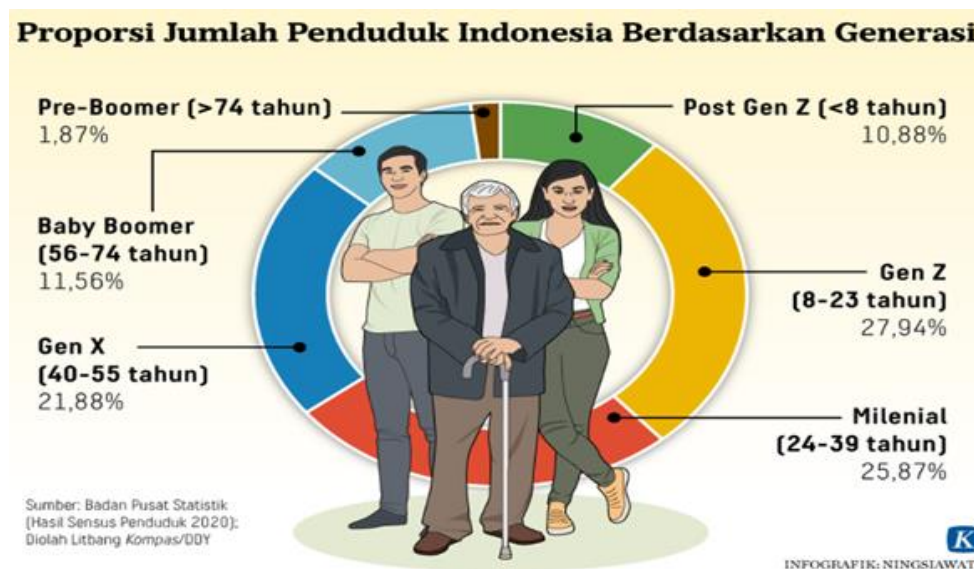 Proporsi Jumlah Penduduk Indonesia Berdasarkan Generasi
Pre-Boomer (>74 tahun)
1,87%
Baby Boomer
(56-74 tahun)
11,56%
Gen X
(40-55 tahun)
21,88%
Post Gen Z (<8 tahun)
10,88%
Gen Z
(8-23 tahun)
27,94%
Milenial
(24-39 tahun)
25,87%
Sumber: Badan Pusat Statistik
(Hasil Sensus Penduduk 2020);
Diolah Litbang Kompas/DDY
K
INFOGRAFIK: NINGSIAWAT